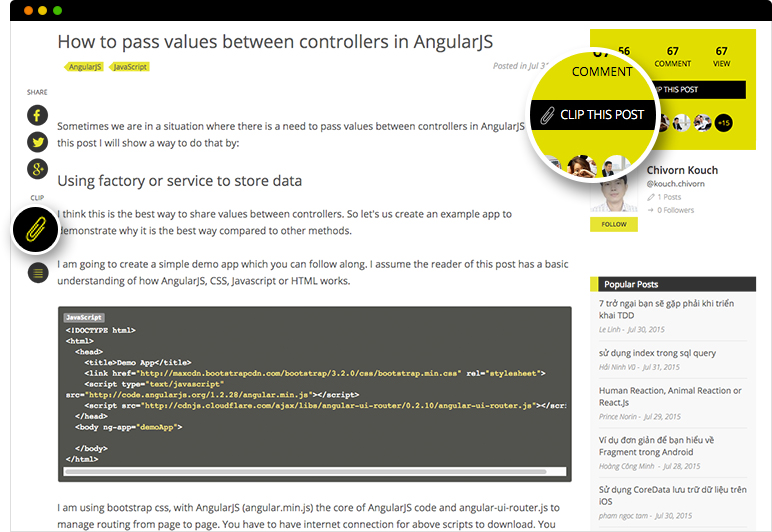 How to pass values between controllers in AngularJS
AngularJS
JavaScript
Posted in Jul 3
SHARE
CLIP
Sometimes we are in a situation where there is a need to pass values between controllers in AngularJS
this post I will show a way to do that by:
Using factory or service to store data
I think this is the best way to share values between controllers. So let's us create an example app to
demonstrate why it is the best way compared to other methods.
I am going to create a simple demo app which you can follow along. I assume the reader of this post has a basic
understanding of how AngularJS, CSS, Javascript or HTML works.
JavaScript
<!DOCTYPE html>
<html>
<head>
<title>Demo App</title>
<link href="http://maxcdn.bootstrapcdn.com/bootstrap/3.2.0/css/bootstrap.min.css" rel="stylesheet">
<script type="text/javascript"
src="http://code.angularjs.org/1.2.28/angular.min.js"></script>
<script src="http://cdnjs.cloudflare.com/ajax/libs/angular-ui-router/0.2.10/angular-ui-router.js"></scr
</head>
<body ng-app="demoApp">
</body>
</html>
I am using bootstrap css, with AngularJS (angular.min.js) the core of AngularJS code and angular-ui-router.js to
manage routing from page to page. You have to have internet connection for above scripts to download. You
56 67 67
COMMENT VIEW
THIS POST
+15
COMMENT
CLIP THIS POST
Chivorn Kouch
@kouch.chivorn
1 Posts
0 Followers
FOLLOW
Popular Posts
7 trở ngại bạn sẽ gặp phải khi triển
khai TDD
Le Linh - Jul 30, 2015
sử dụng index trong sql query
Hải Ninh Vũ - Jul 31, 2015
Human Reaction, Animal Reaction or
React.Js
Prince Norin - Jul 29, 2015
Ví dụ đơn giản để bạn hiểu về
Fragment trong Android
Hoàng Công Minh - Jul 28, 2015
Sử dụng CoreData lưu trữ dữ liệu trên
iOS
pham ngoc tam - Jul 30, 2015